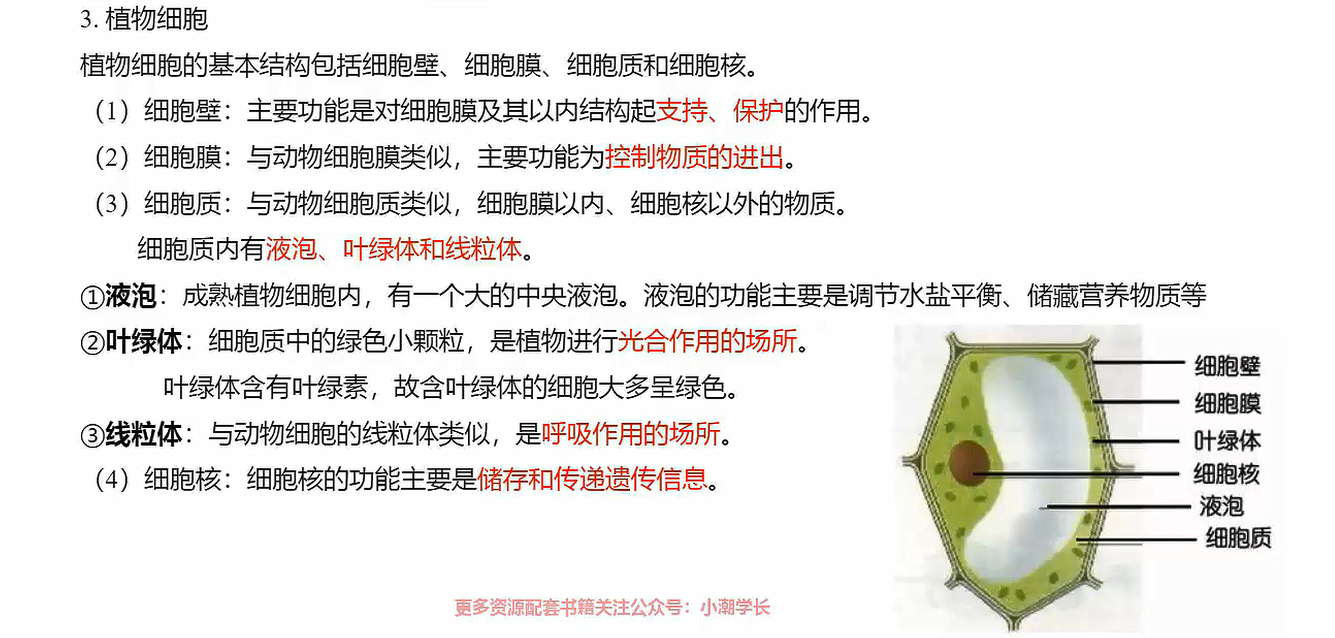 3. 植物细胞
植物细胞的基本结构包括细胞壁、细胞膜、细胞质和细胞核。
（1）细胞壁：主要功能是对细胞膜及其以内结构起支持、保护的作用。
（2）细胞膜：与动物细胞膜类似，主要功能为控制物质的进出。
（3）细胞质：与动物细胞质类似，细胞膜以内、细胞核以外的物质。
细胞质内有液泡、叶绿体和线粒体。
①液泡：成熟植物细胞内，有一个大的中央液泡。液泡的功能主要是调节水盐平衡、储藏营养物质等
②叶绿体：细胞质中的绿色小颗粒，是植物进行光合作用的场所。
叶绿体含有叶绿素，故含叶绿体的细胞大多呈绿色。
③线粒体：与动物细胞的线粒体类似，是呼吸作用的场所。
（4）细胞核：细胞核的功能主要是储存和传递遗传信息。
细胞壁
细胞膜
叶绿体
细胞核
液泡
细胞质
更多资源配套书籍关注公众号：小潮学长